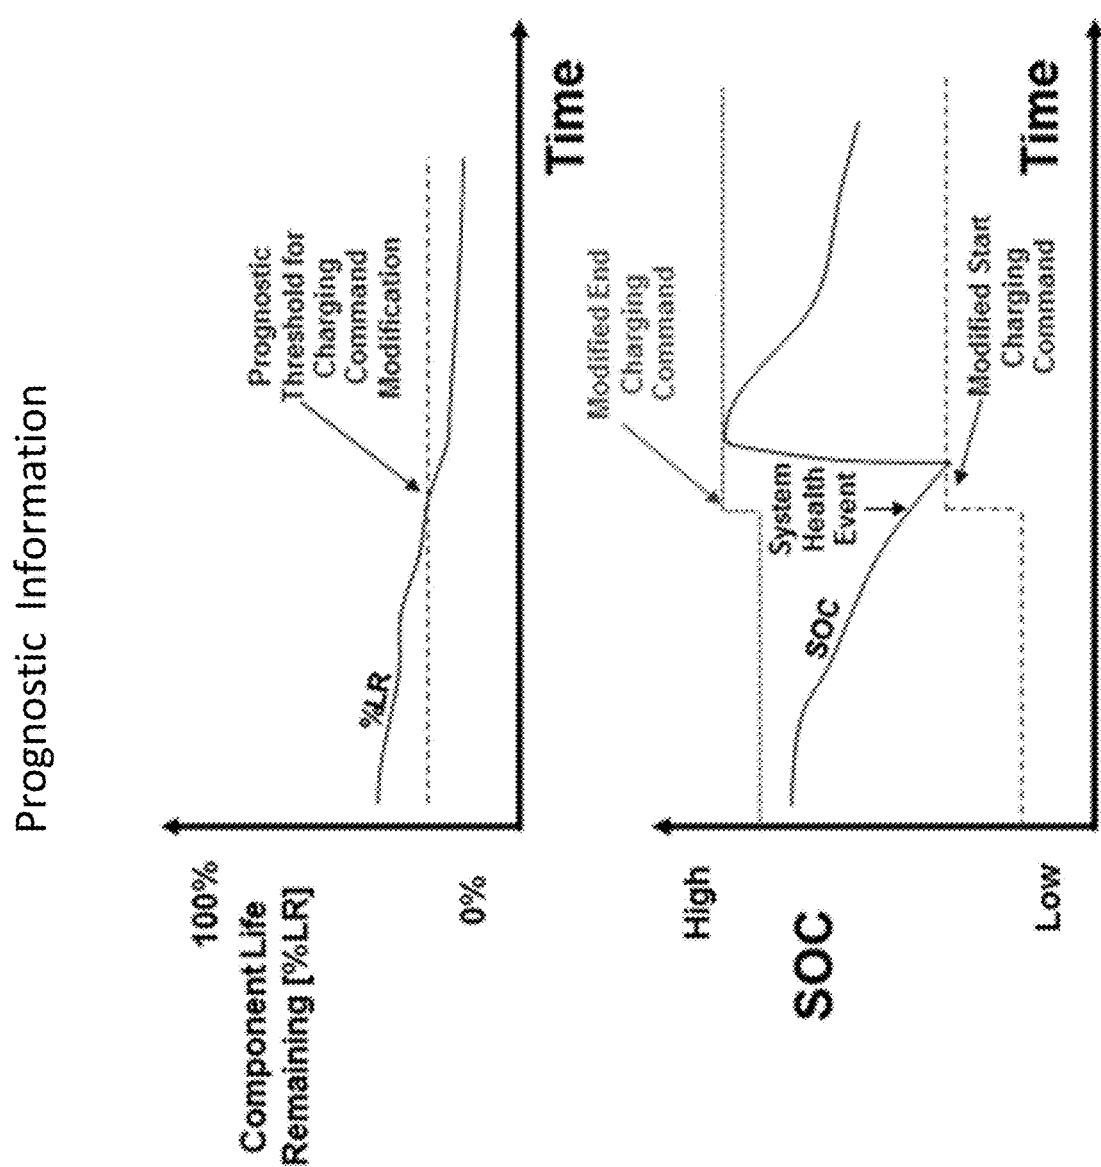 Prognostic Information
100%
Component Life
Remaining [%LR]
0%
%LR
Prognostic
Threshold for
Charging
Command
Modification
Time
High
SOC
Low
SOC
System
Health
Event
Modified End
Charging
Command
Modified Start
Charging
Command
Time